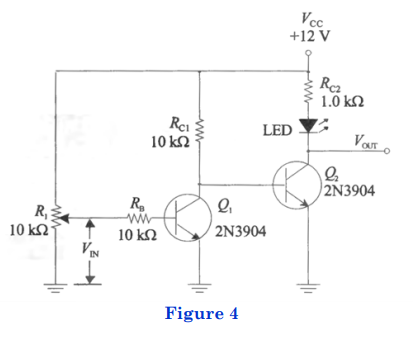 V_CC
+12 V
R_C2
1.0 kΩ
R_C1
10 kΩ
LED
V_OUT
Q_2
2N3904
R_1
10 kΩ
R_B
10 kΩ
Q_1
2N3904
V_IN
Figure 4